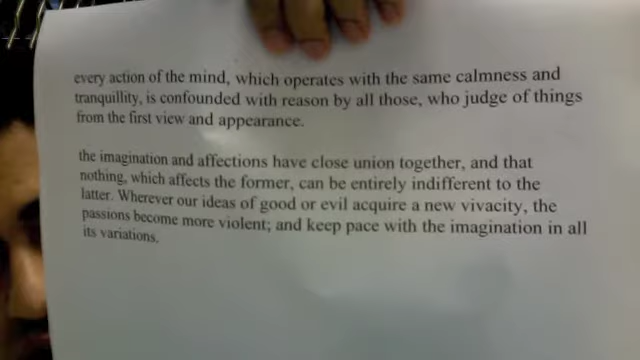 every action of the mind, which operates with the same calmness and
tranquillity, is confounded with reason by all those, who judge of things
from the first view and appearance.
the imagination and affections have close union together, and that
nothing, which affects the former, can be entirely indifferent to the
latter. Wherever our ideas of good or evil acquire a new vivacity, the
passions become more violent; and keep pace with the imagination in all
its variations.